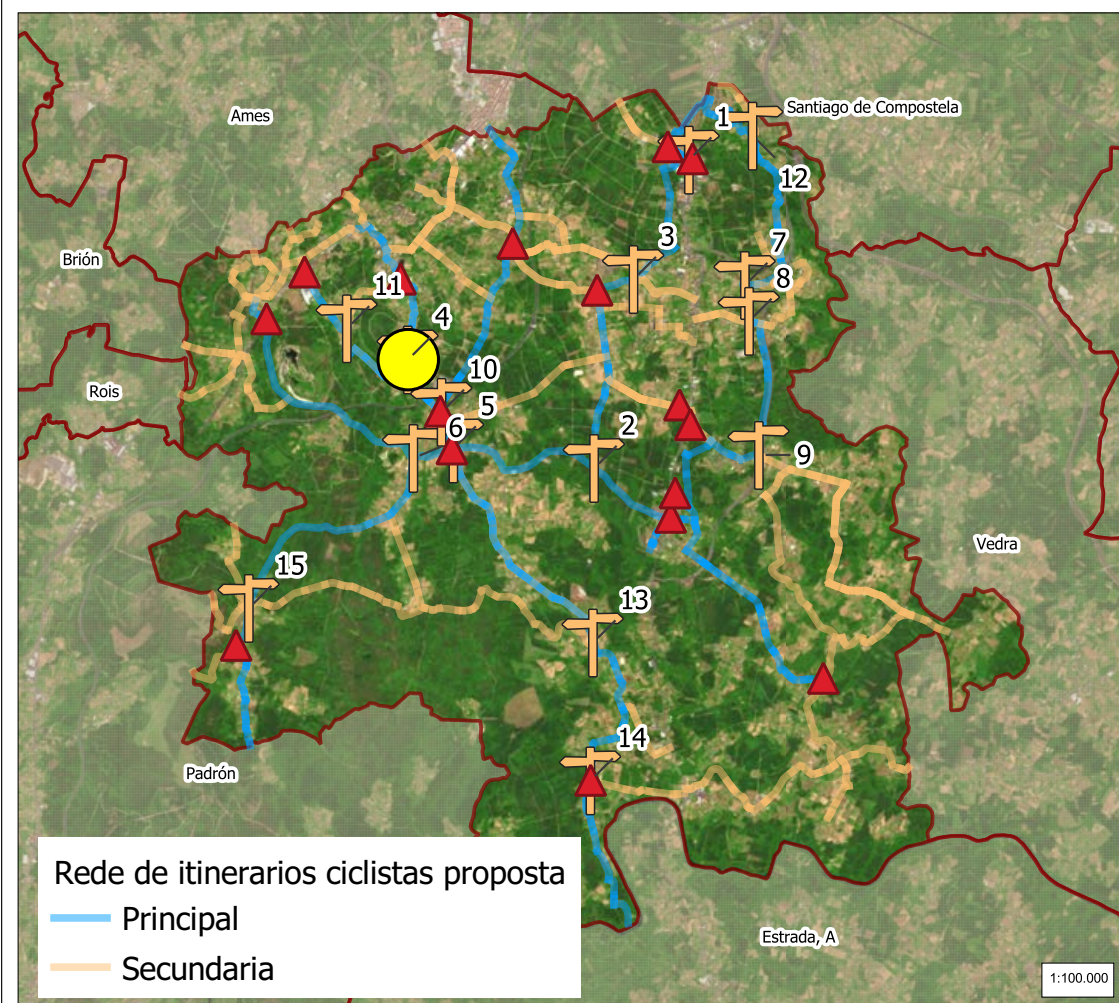 Ames
Santiago de Compostela
1
12
3
7
8
Brión
11
4
10
Rois
5
6
2
9
Vedra
15
13
14
Padrón
Estrada, A
Rede de itinerarios ciclistas proposta
Principal
Secundaria
1:100.000